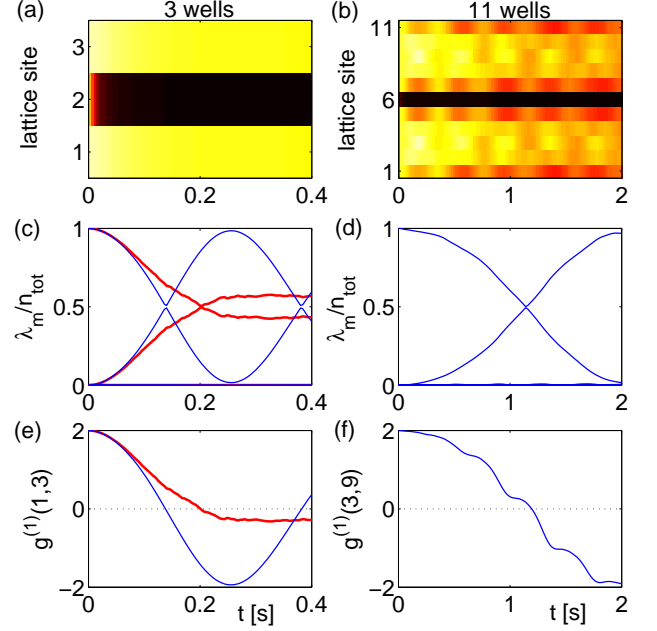 (a) 3 wells
lattice site
3
2
1
0 0.2 0.4
(b) 11 wells
lattice site
11
6
1
0 1 2
(c)
λm/ntot
1
0.5
0
0 0.2 0.4
(d)
λm/ntot
1
0.5
0
0 1 2
(e)
g(1)(1,3)
2
0
−2
0 0.2 0.4
t [s]
(f)
g(1)(3,9)
2
0
−2
0 1 2
t [s]